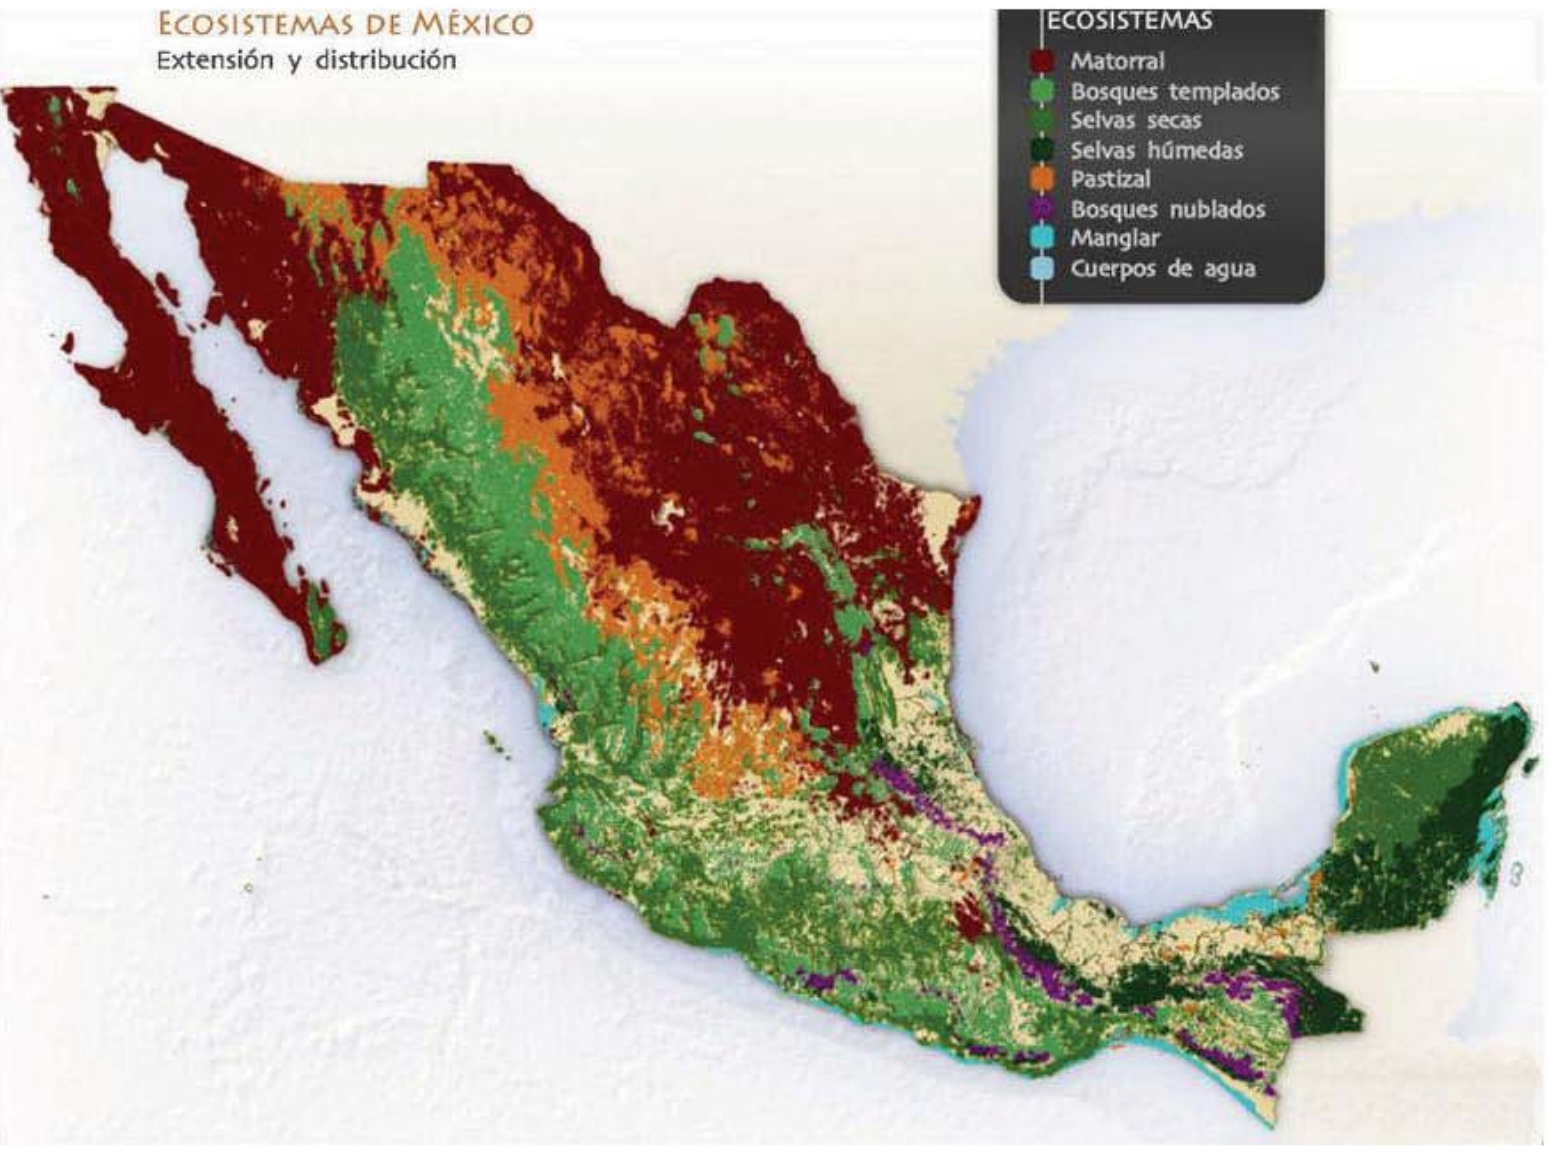 ECOSISTEMAS DE MÉXICO
Extensión y distribución
ECOSISTEMAS
Matorral
Bosques templados
Selvas secas
Selvas húmedas
Pastizal
Bosques nublados
Manglar
Cuerpos de agua